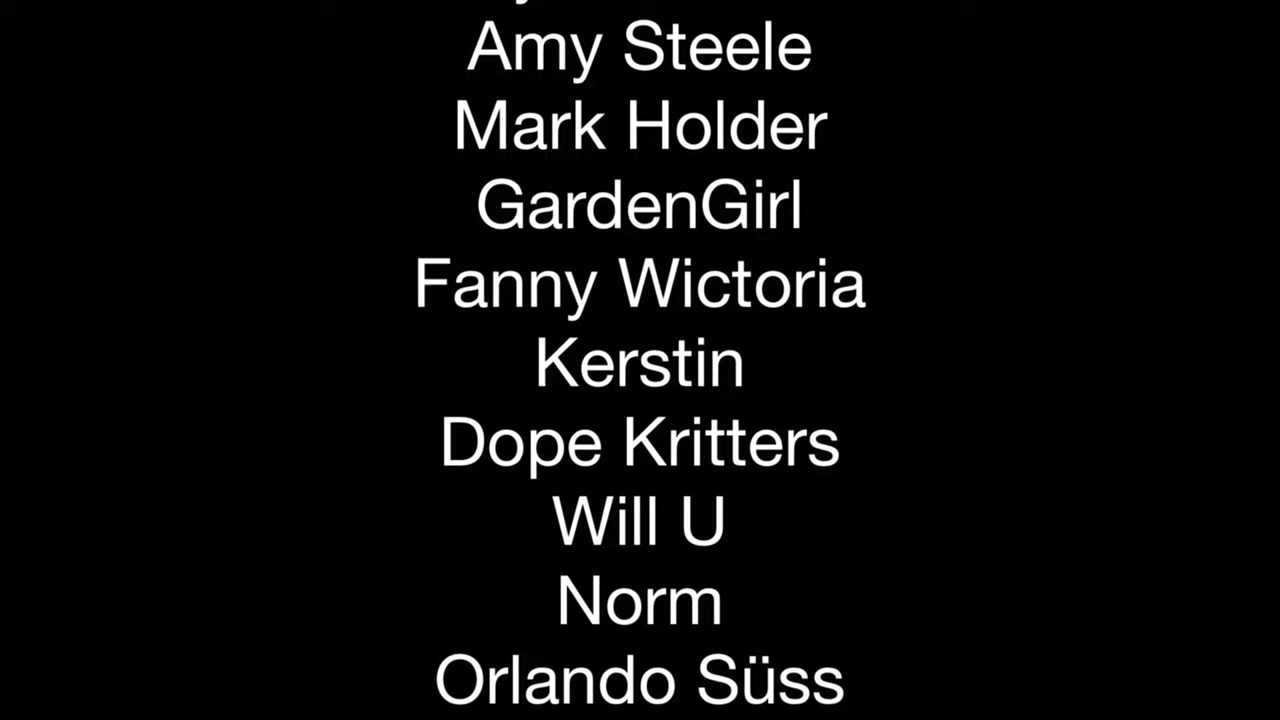 Amy Steele
Mark Holder
GardenGirl
Fanny Wictoria
Kerstin
Dope Kritters
Will U
Norm
Orlando Süss